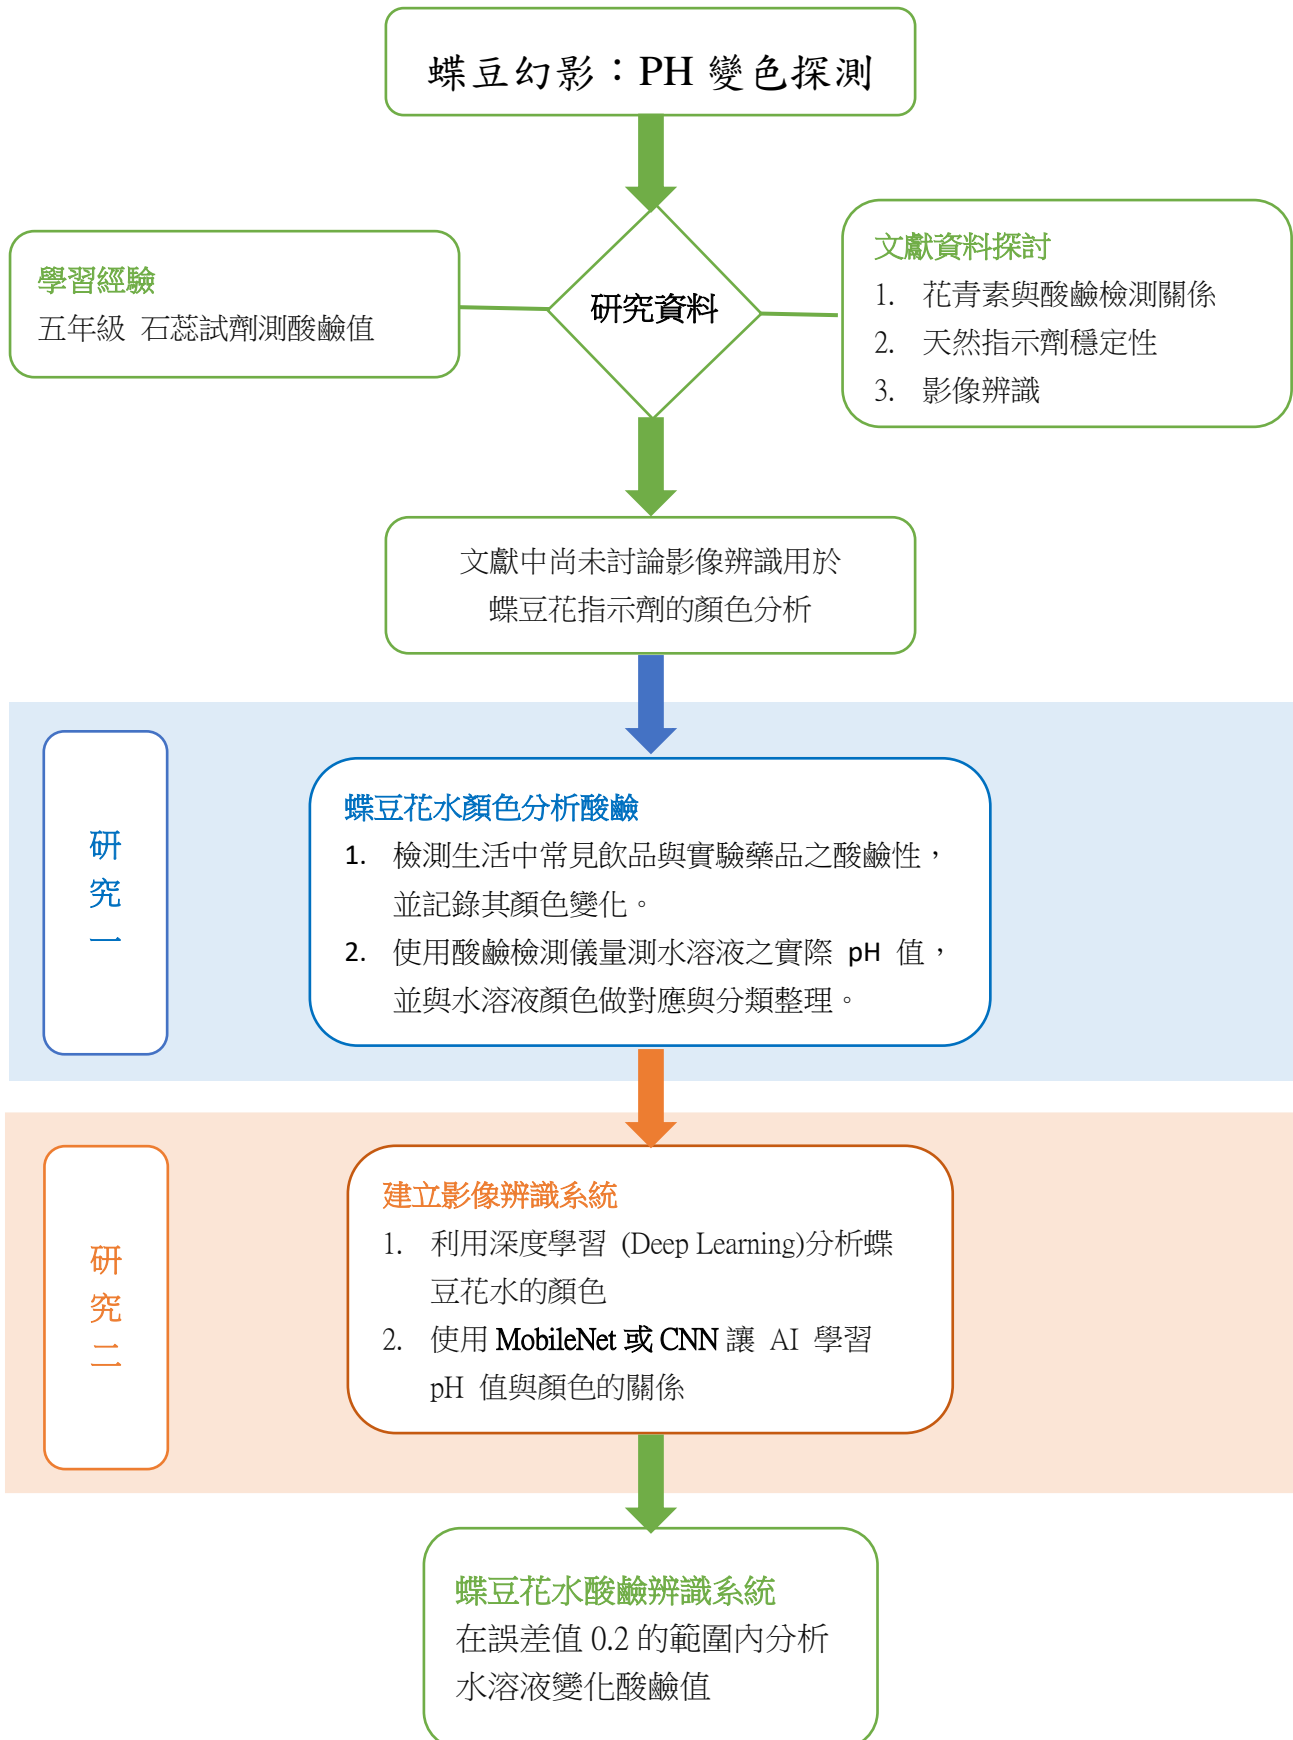 蝶豆幻影：PH 變色探測
學習經驗
五年級 石蕊試劑測酸鹼值
研究資料
文獻資料探討
1. 花青素與酸鹼檢測關係
2. 天然指示劑穩定性
3. 影像辨識
文獻中尚未討論影像辨識用於
蝶豆花指示劑的顏色分析
研
究
一
蝶豆花水顏色分析酸鹼
1. 檢測生活中常見飲品與實驗藥品之酸鹼性，
並記錄其顏色變化。
2. 使用酸鹼檢測儀量測水溶液之實際 pH 值，
並與水溶液顏色做對應與分類整理。
研
究
二
建立影像辨識系統
1. 利用深度學習 (Deep Learning)分析蝶
豆花水的顏色
2. 使用 MobileNet 或 CNN 讓 AI 學習
pH 值與顏色的關係
蝶豆花水酸鹼辨識系統
在誤差值 0.2 的範圍內分析
水溶液變化酸鹼值